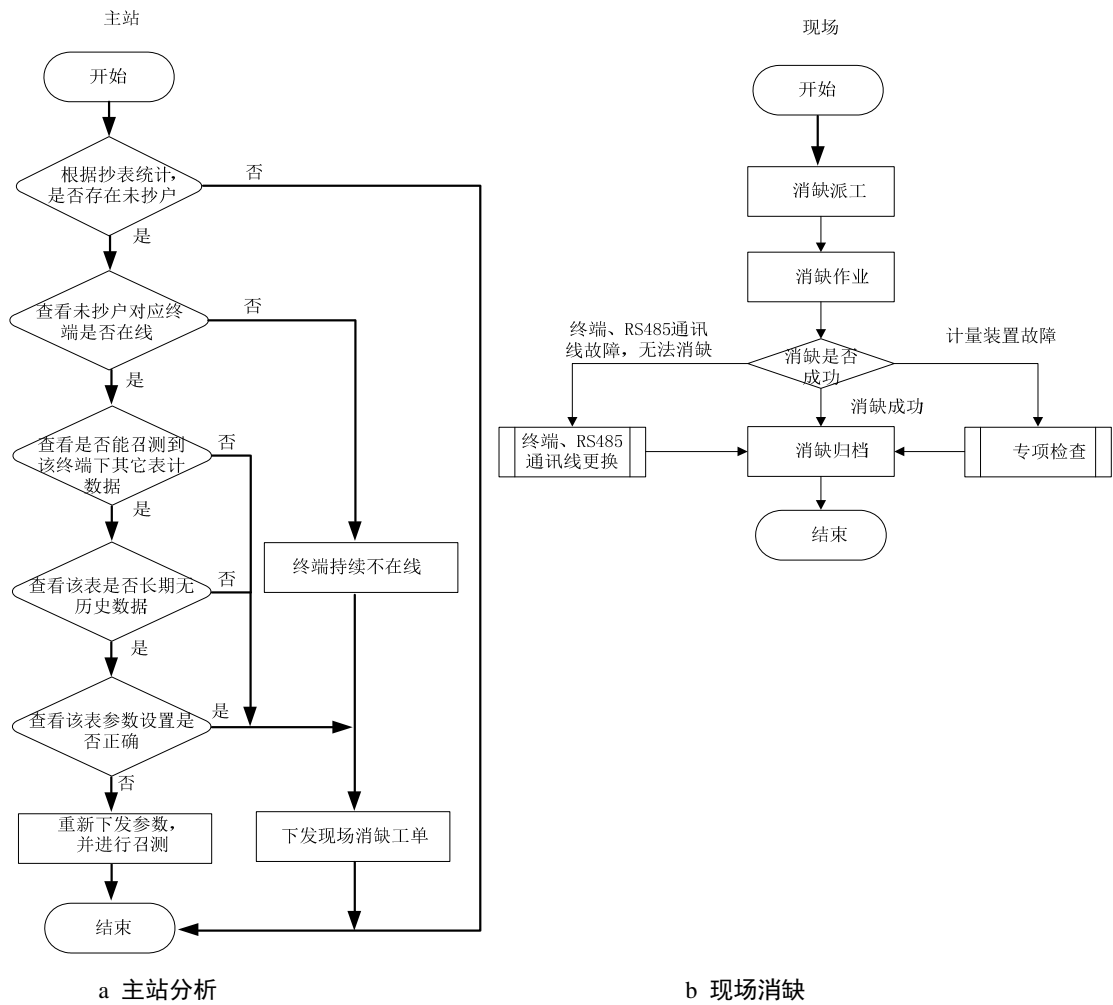 主站
开始
根据抄表统计，
是否存在未抄户
否
是
查看未抄户对应终
端是否在线
否
是
查看是否能召测到
该终端下其它表计
数据
否
是
查看该表是否长期无
历史数据
否
是
终端持续不在线
查看该表参数设置是
否正确
是
否
重新下发参数，
并进行召测
下发现场消缺工单
结束
a 主站分析
现场
开始
消缺派工
消缺作业
消缺是否
成功
终端、RS485通讯
线故障，无法消缺
计量装置故障
消缺成功
终端、RS485
通讯线更换
消缺归档
专项检查
结束
b 现场消缺